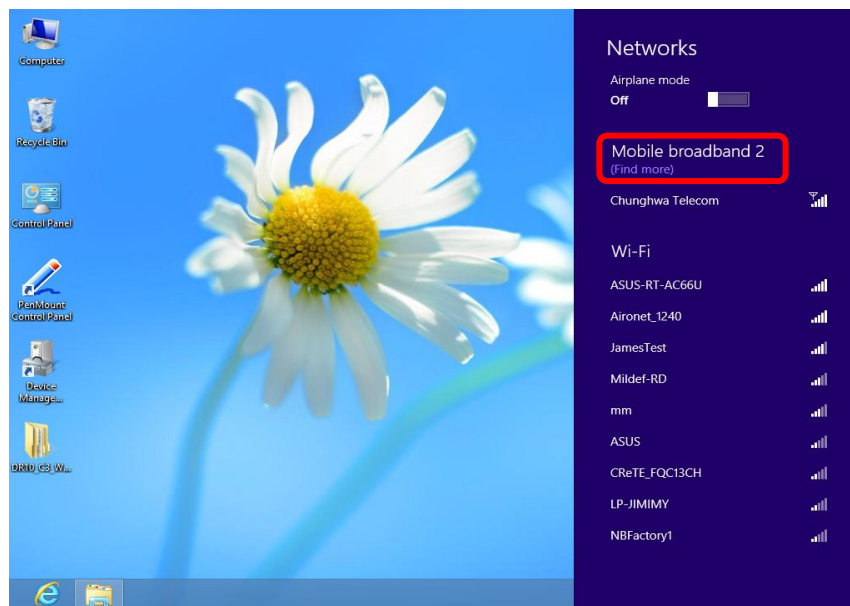 Computer
Recycle Bin
Control Panel
PenMount
Control Panel
Device
Manage...
DR10_C3_W...
Networks
Airplane mode
Off
Mobile broadband 2
(Find more)
Chunghwa Telecom
Wi-Fi
ASUS-RT-AC66U
Aironet_1240
JamesTest
Mildef-RD
mm
ASUS
CReTE_FQC13CH
LP-JIMIMY
NBFactory1